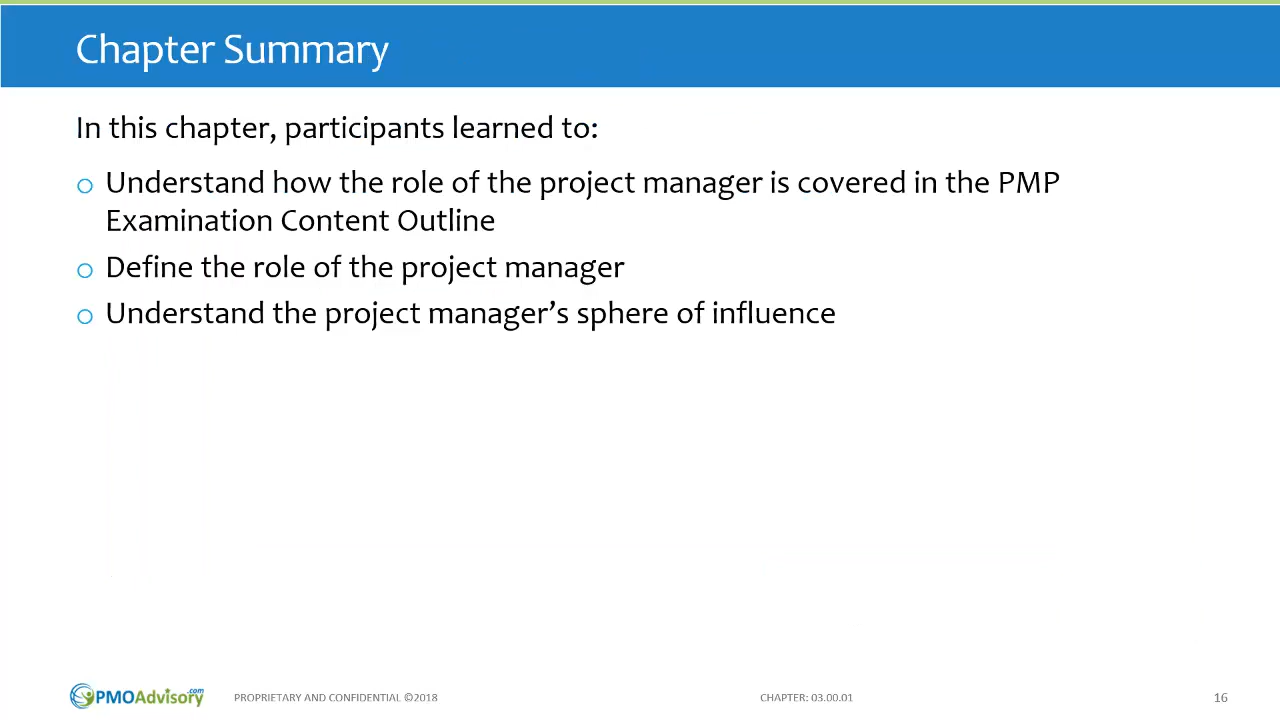 Chapter Summary
In this chapter, participants learned to:
Understand how the role of the project manager is covered in the PMP
Examination Content Outline
Define the role of the project manager
Understand the project manager’s sphere of influence
PMOAdvisory.com
PROPRIETARY AND CONFIDENTIAL ©2018
CHAPTER: 03.00.01
16